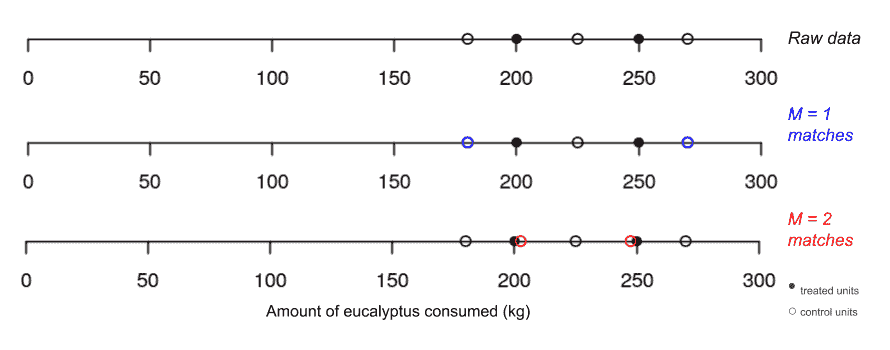 Raw data
0 50 100 150 200 250 300
M = 1
matches
0 50 100 150 200 250 300
M = 2
matches
0 50 100 150 200 250 300
treated units
Amount of eucalyptus consumed (kg)
control units